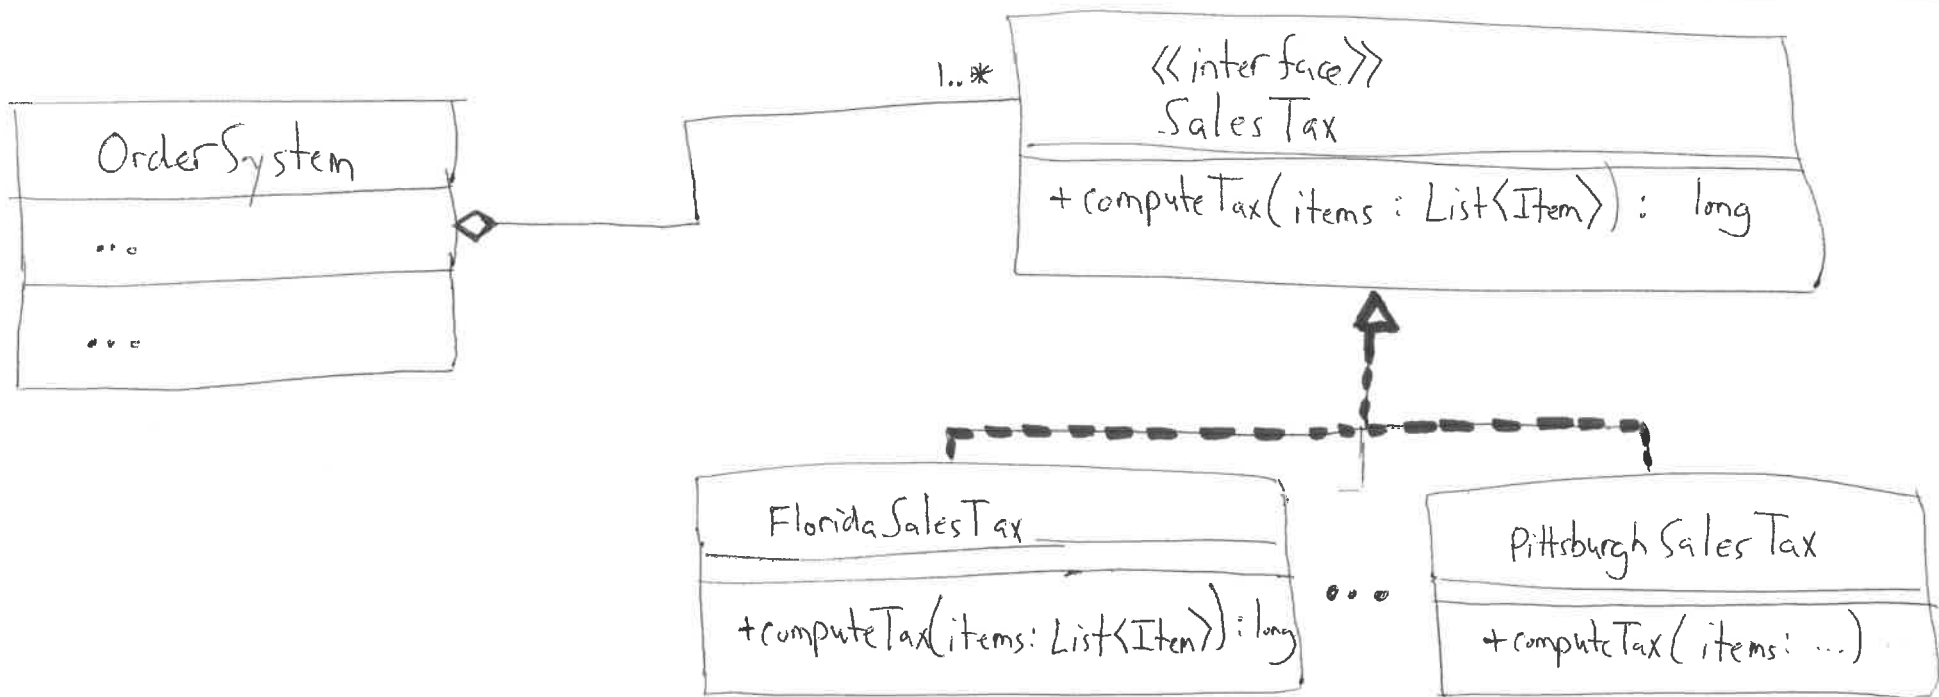 OrderSystem
...
...
1..*
<<interface>>
SalesTax
+computeTax(items: List<Item>): long
FloridaSalesTax
+computeTax(items: List<Item>): long
...
PittsburghSalesTax
+computeTax(items: ...)